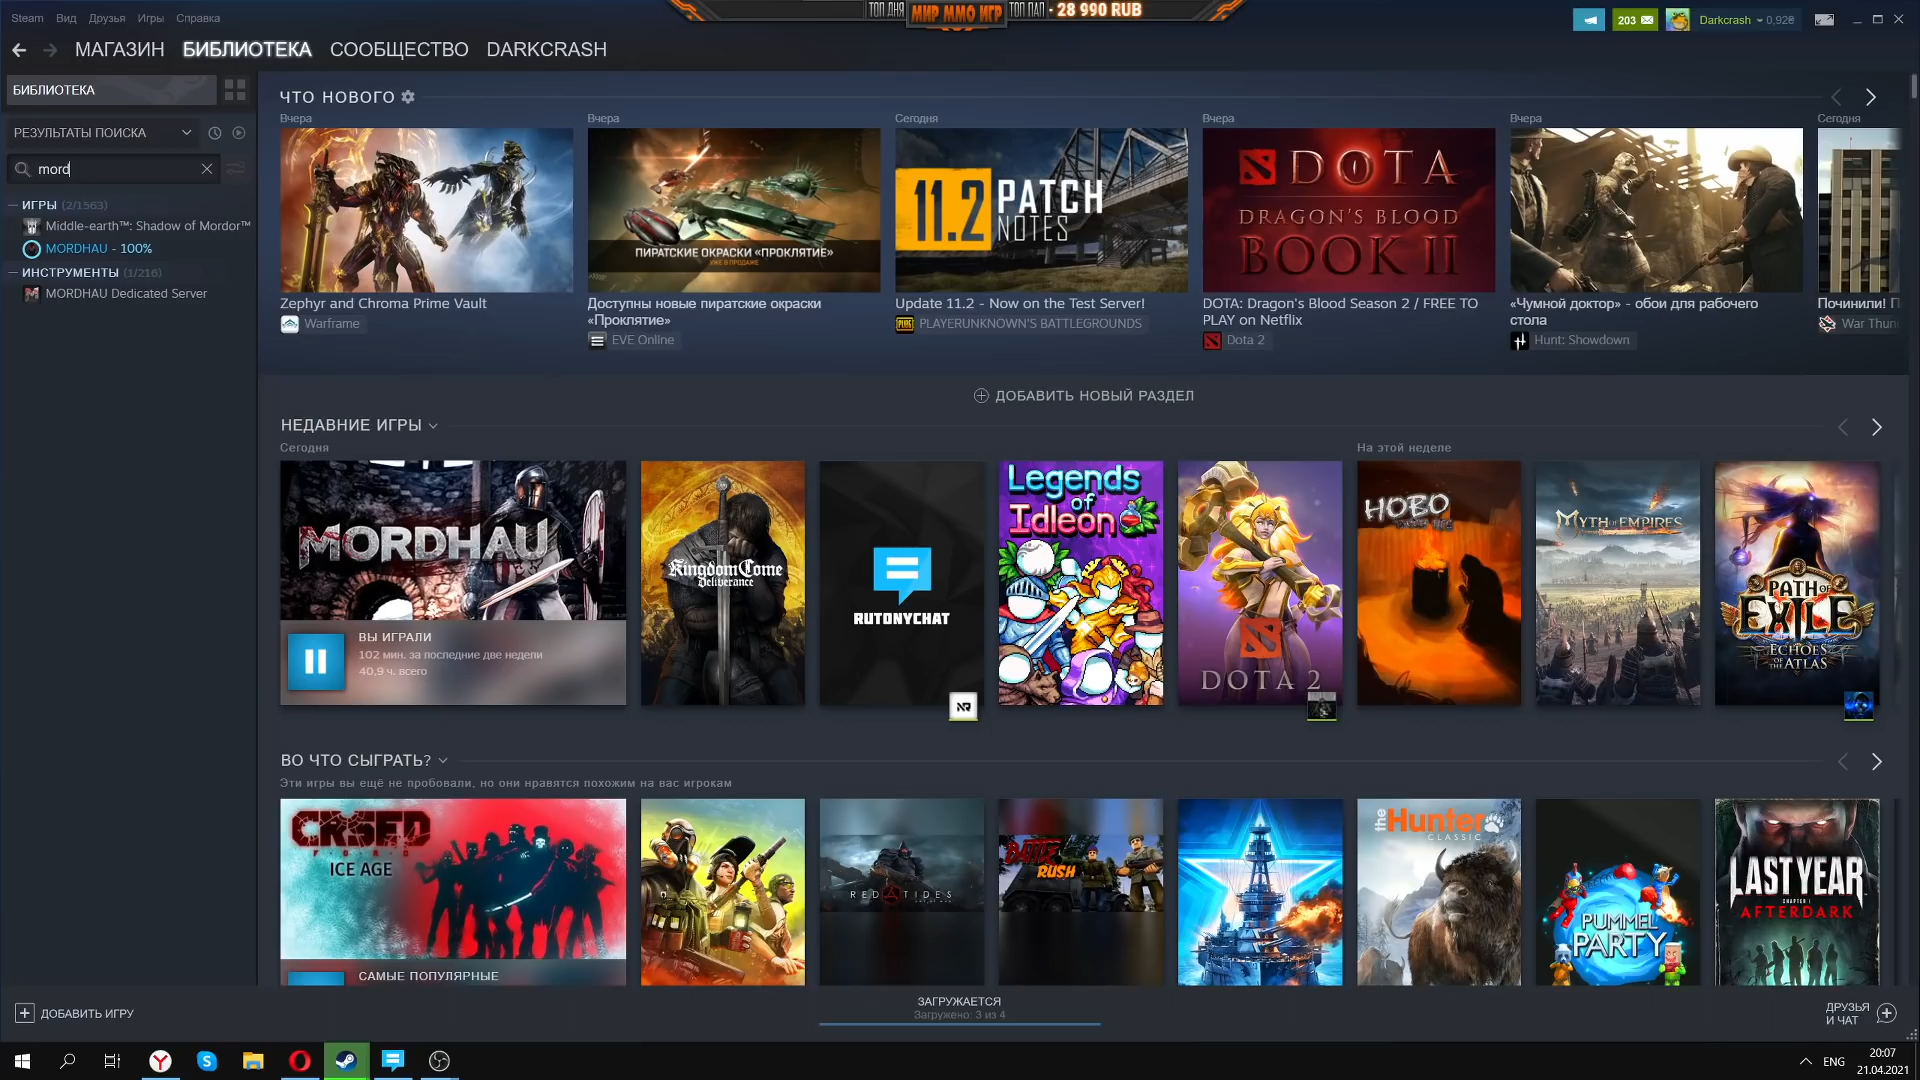 Steam Вид Друзья Игры Справка
ТОП ДНЯ МИР ММО ИГР ТОП ПАП - 28 990 RUB
203 Darkcrash 0,92₴
МАГАЗИН БИБЛИОТЕКА СООБЩЕСТВО DARKCRASH
БИБЛИОТЕКА
РЕЗУЛЬТАТЫ ПОИСКА
mord
ИГРЫ (2/1563)
Middle-earth™: Shadow of Mordor™
MORDHAU - 100%
ИНСТРУМЕНТЫ (1/216)
MORDHAU Dedicated Server
ЧТО НОВОГО
Вчера Вчера Сегодня Вчера Вчера Сегодня
ПИРАТСКИЕ ОКРАСКИ «ПРОКЛЯТИЕ»
УЖЕ В ПРОДАЖЕ
11.2 PATCH NOTES
DOTA
DRAGON'S BLOOD
BOOK II
Zephyr and Chroma Prime Vault
Warframe
Доступны новые пиратские окраски
«Проклятие»
EVE Online
Update 11.2 - Now on the Test Server!
PLAYERUNKNOWN'S BATTLEGROUNDS
DOTA: Dragon's Blood Season 2 / FREE TO
PLAY on Netflix
Dota 2
«Чумной доктор» - обои для рабочего
стола
Hunt: Showdown
Починили! П
War Thun
ДОБАВИТЬ НОВЫЙ РАЗДЕЛ
НЕДАВНИЕ ИГРЫ
Сегодня На этой неделе
MORDHAU
ВЫ ИГРАЛИ
102 мин. за последние две недели
40,9 ч. всего
Kingdom Come
Deliverance
RUTONYCHAT
Legends
of
Idleon
DOTA 2
HOBO
MYTH OF EMPIRES
PATH OF
EXILE
ECHOES
OF THE ATLAS
ВО ЧТО СЫГРАТЬ?
Эти игры вы ещё не пробовали, но они нравятся похожим на вас игрокам
CRSED
F.O.A.D
ICE AGE
САМЫЕ ПОПУЛЯРНЫЕ
RED TIDES
BATTLE
RUSH
the Hunter
CLASSIC
PUMMEL
PARTY
LAST YEAR
CHAPTER I
AFTERDARK
ДОБАВИТЬ ИГРУ
ЗАГРУЖАЕТСЯ
Загружено: 3 из 4
ДРУЗЬЯ
И ЧАТ
ENG
20:07
21.04.2021